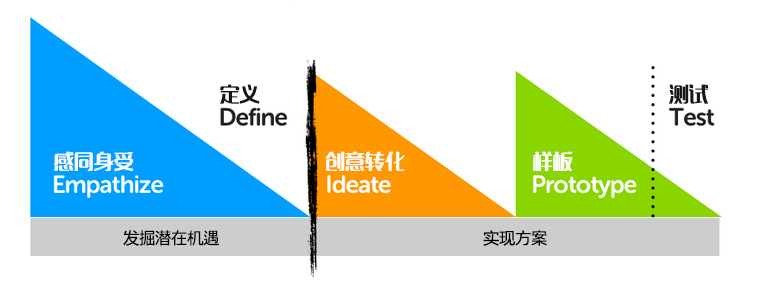 感同身受
Empathize
定义
Define
创意转化
Ideate
样板
Prototype
测试
Test
发掘潜在机遇
实现方案